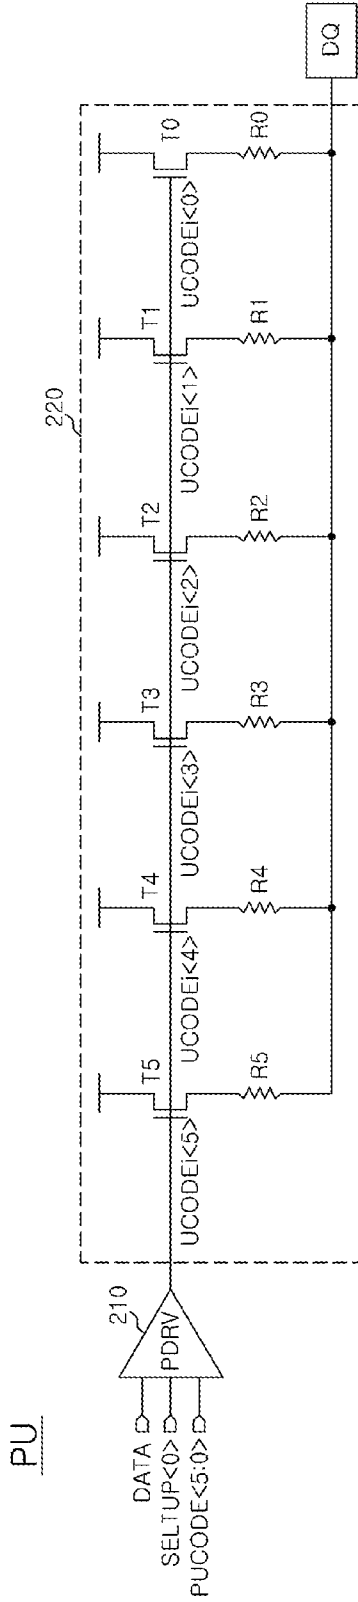 PU
DATA
SELTUP<0>
PUCODE<5:0>
210
PDRV
220
T5
T4
T3
T2
T1
T0
UCODEi<5>
UCODEi<4>
UCODEi<3>
UCODEi<2>
UCODEi<1>
UCODEi<0>
R5
R4
R3
R2
R1
R0
DQ